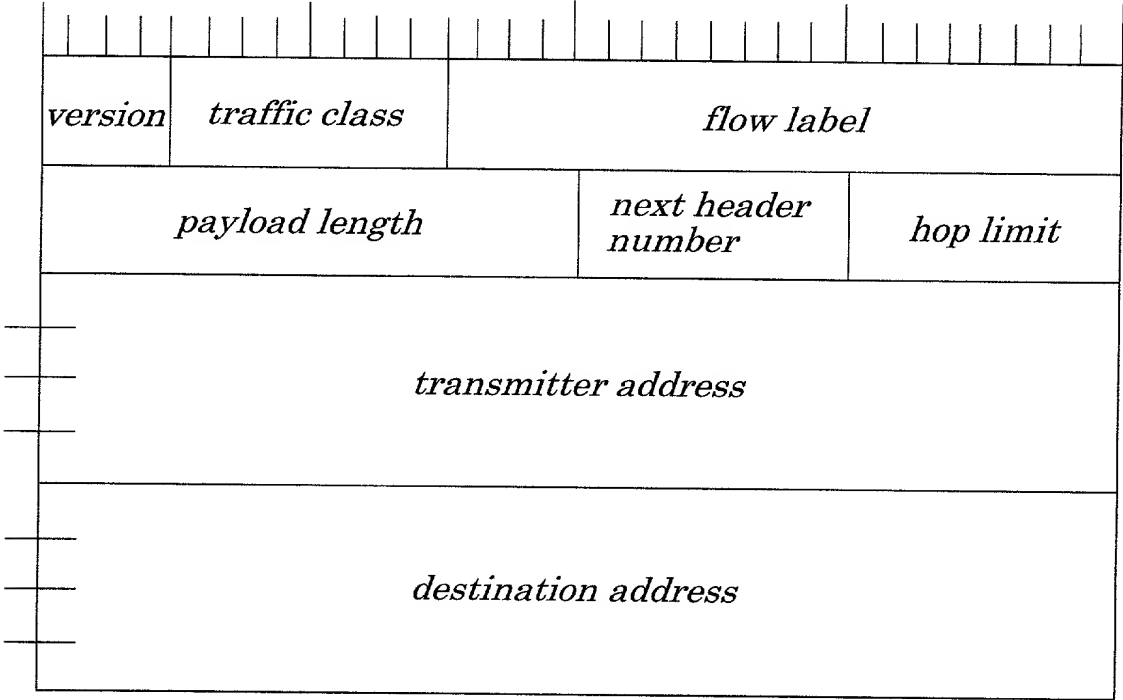 version
traffic class
flow label
payload length
next header
number
hop limit
transmitter address
destination address